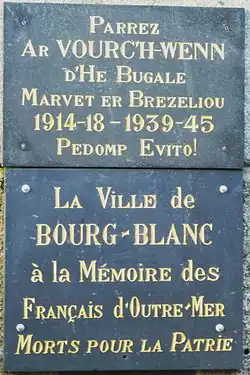 PARREZ
AR VOURC'H-WENN
D'HE BUGALE
MARVET ER BREZELIOU
1914-18-1939-45
PEDOMP EVITO!
LA VILLE DE
BOURG-BLANC
à LA MÉMOIRE DES
FRANÇAIS D'OUTRE-MER
MORTS POUR LA PATRIE